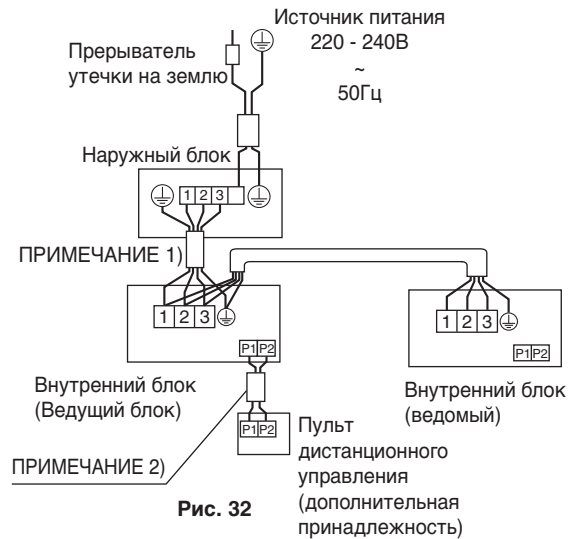 Источник питания
220 - 240В
~
50Гц
Прерыватель
утечки на землю
Наружный блок
1 2 3
ПРИМЕЧАНИЕ 1)
1 2 3
P1 P2
1 2 3
P1 P2
Внутренний блок
(Ведущий блок)
Внутренний блок
(ведомый)
P1 P2
Пульт
дистанционного
управления
(дополнительная
принадлежность)
ПРИМЕЧАНИЕ 2)
Рис. 32